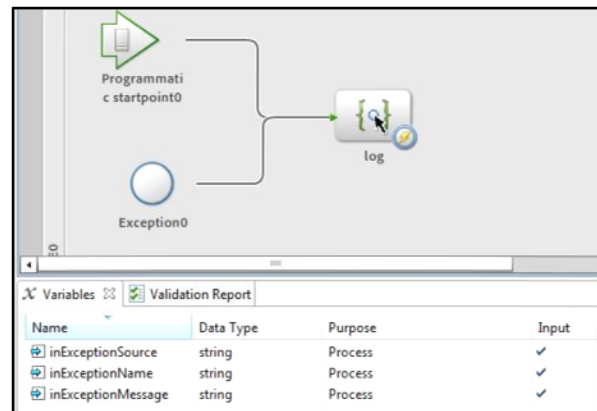 Programmati
c startpoint0
{ }
log
Exception0
Variables
Validation Report
Name Data Type Purpose Input
inExceptionSource string Process
inExceptionName string Process
inExceptionMessage string Process